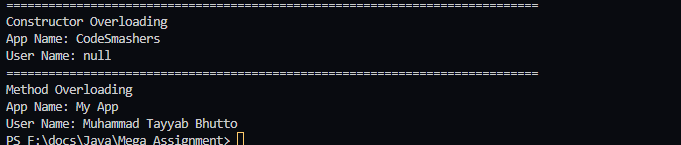 ============================================================================
Constructor Overloading
App Name: CodeSmashers
User Name: null
============================================================================
Method Overloading
App Name: My App
User Name: Muhammad Tayyab Bhutto
PS F:\docs\Java\Mega Assignment>